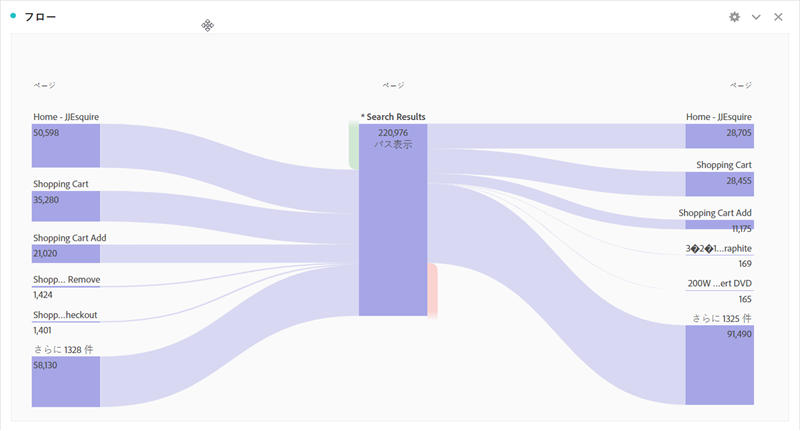 フロー
ページ
ページ
ページ
Home - JJEsquire
50,598
Shopping Cart
35,280
Shopping Cart Add
21,020
Shopp... Remove
1,424
Shopp...heckout
1,401
さらに 1328 件
58,130
* Search Results
220,976
パス表示
Home - JJEsquire
28,705
Shopping Cart
28,455
Shopping Cart Add
11,175
3�2�1...raphite
169
200W ...ert DVD
165
さらに 1325 件
91,490